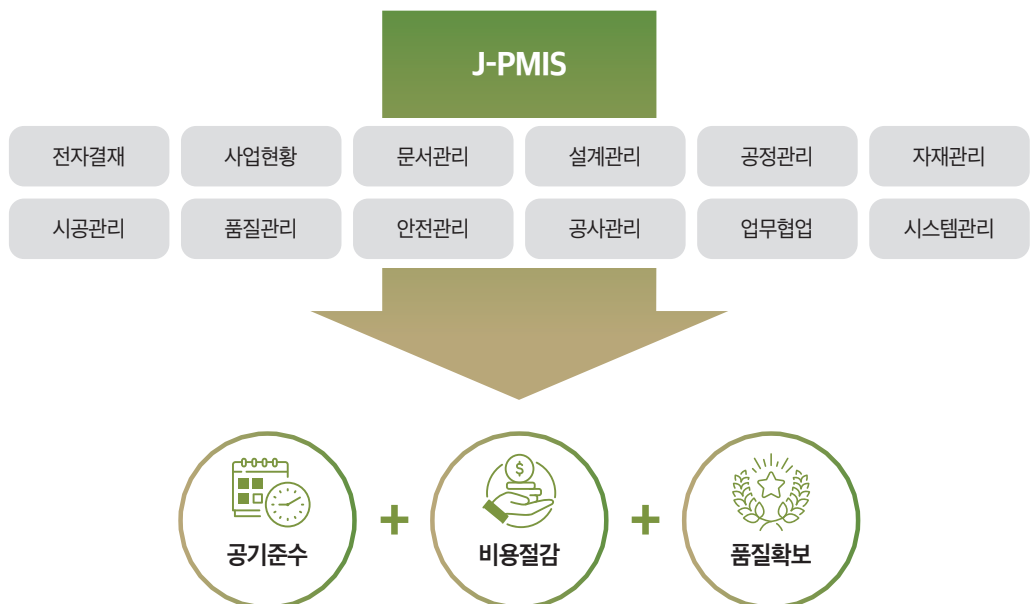 J-PMIS
전자결재 사업현황 문서관리 설계관리 공정관리 자재관리
시공관리 품질관리 안전관리 공사관리 업무협업 시스템관리
$
+ +
공기준수 비용절감 품질확보